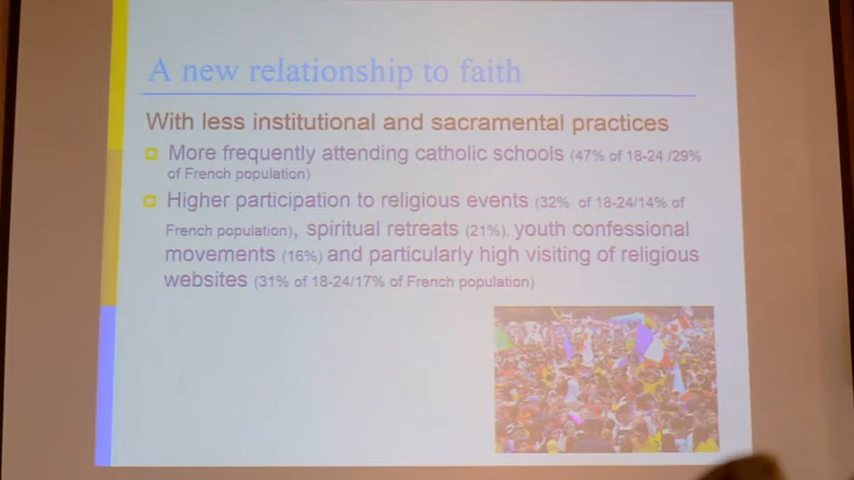 A new relationship to faith
With less institutional and sacramental practices
More frequently attending catholic schools (47% of 18-24 /29%
of French population)
Higher participation to religious events (32% of 18-24/14% of
French population), spiritual retreats (21%), youth confessional
movements (16%) and particularly high visiting of religious
websites (31% of 18-24/17% of French population)